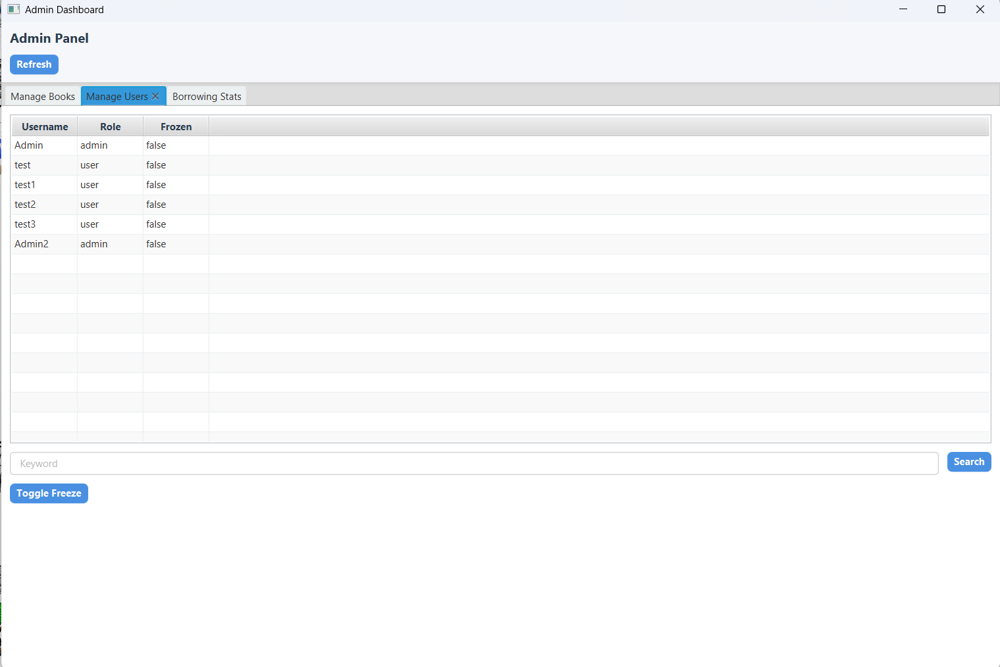 Admin Dashboard
Admin Panel
Refresh
Manage Books Manage Users Borrowing Stats
Username Role Frozen
Admin admin false
test user false
test1 user false
test2 user false
test3 user false
Admin2 admin false
Keyword Search
Toggle Freeze